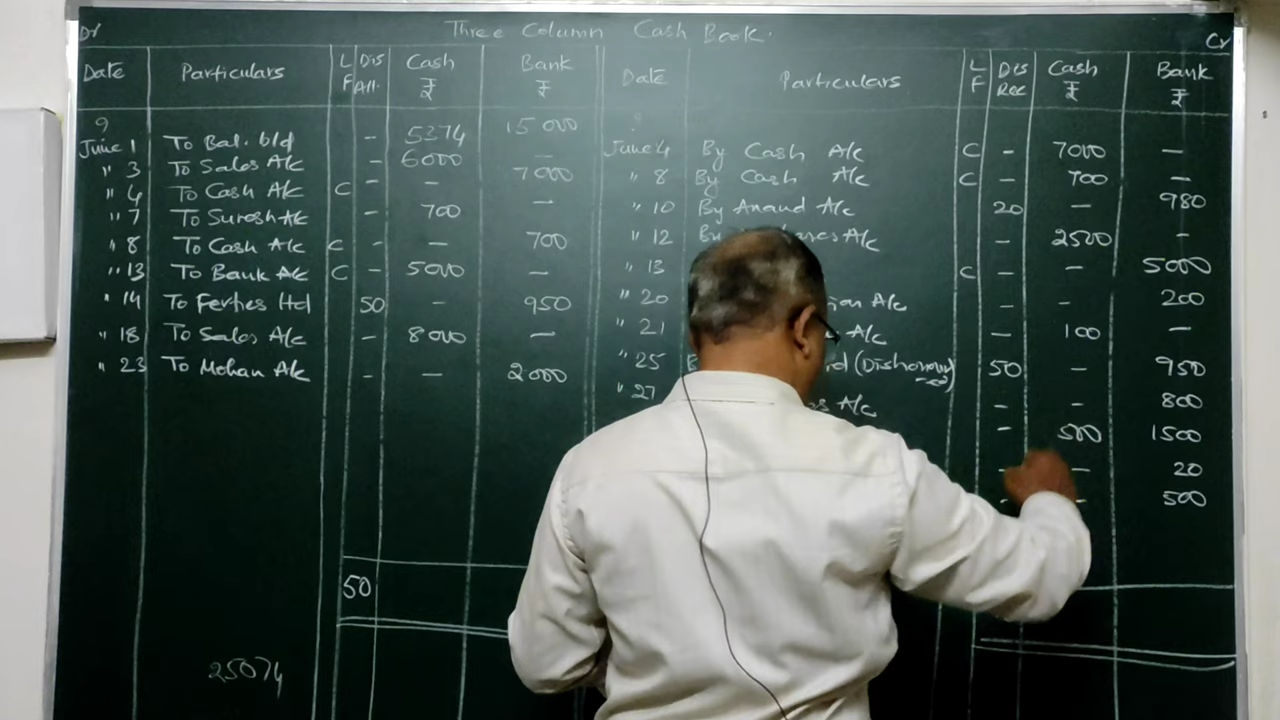 Dr Three Column Cash Book. Cr
Date Particulars L F Dis All. Cash ₹ Bank ₹ Date Particulars L F Dis Rec Cash ₹ Bank ₹
9
June 1 To Bal. b/d - 5374 15000 June 4 By Cash A/c C - 7000 -
" 3 To Sales A/c - 6000 - " 8 By Cash A/c C - 700 -
" 4 To Cash A/c C - - 7000 " 10 By Anand A/c 20 - 980
" 7 To Suresh A/c - 700 - " 12 A/c - 2500 -
" 8 To Cash A/c C - - 700 " 13 C - - 5000
" 13 To Bank A/c C - 5000 - " 20 A/c - - 200
" 14 To Ferties Ltd 50 - 950 " 21 A/c - 100 -
" 18 To Sales A/c - 8000 - " 25 (Dishonour) 50 - 950
" 23 To Mohan A/c - - 2000 " 27 A/c - - 800
- 500 1500
- - 20
- - 500
50
25074